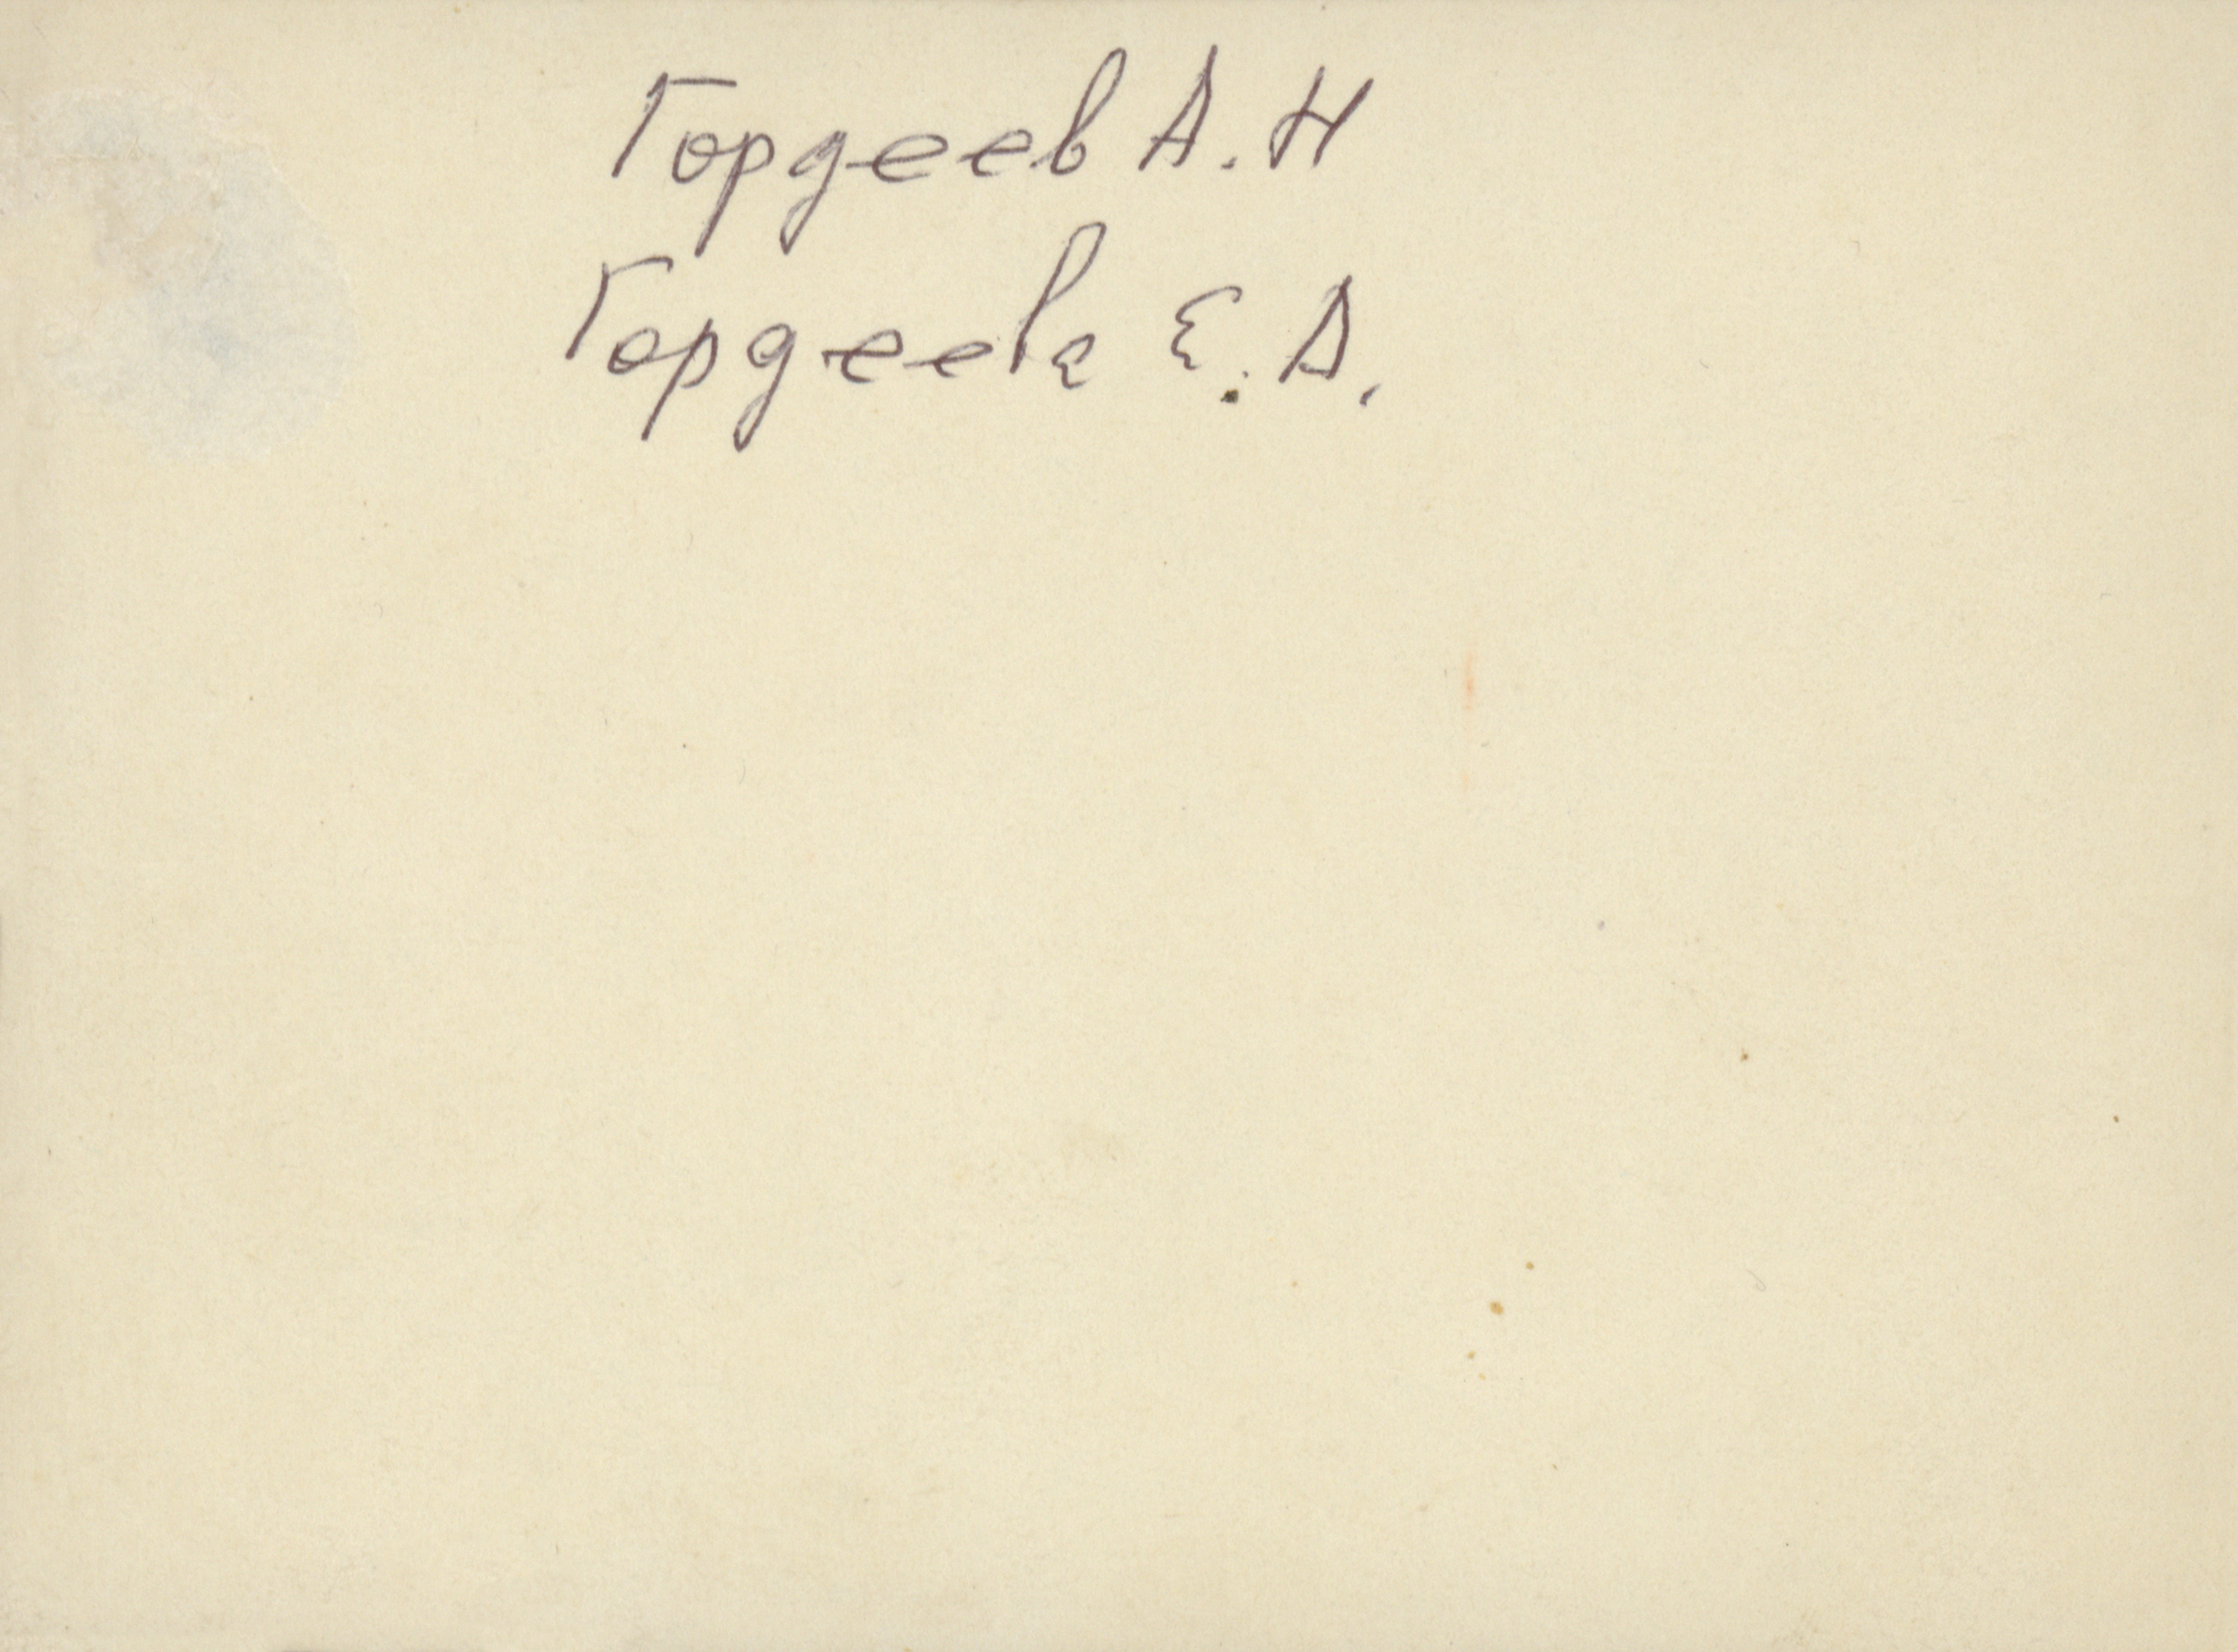 Гордеев А. Н
Гордеева Е. А.